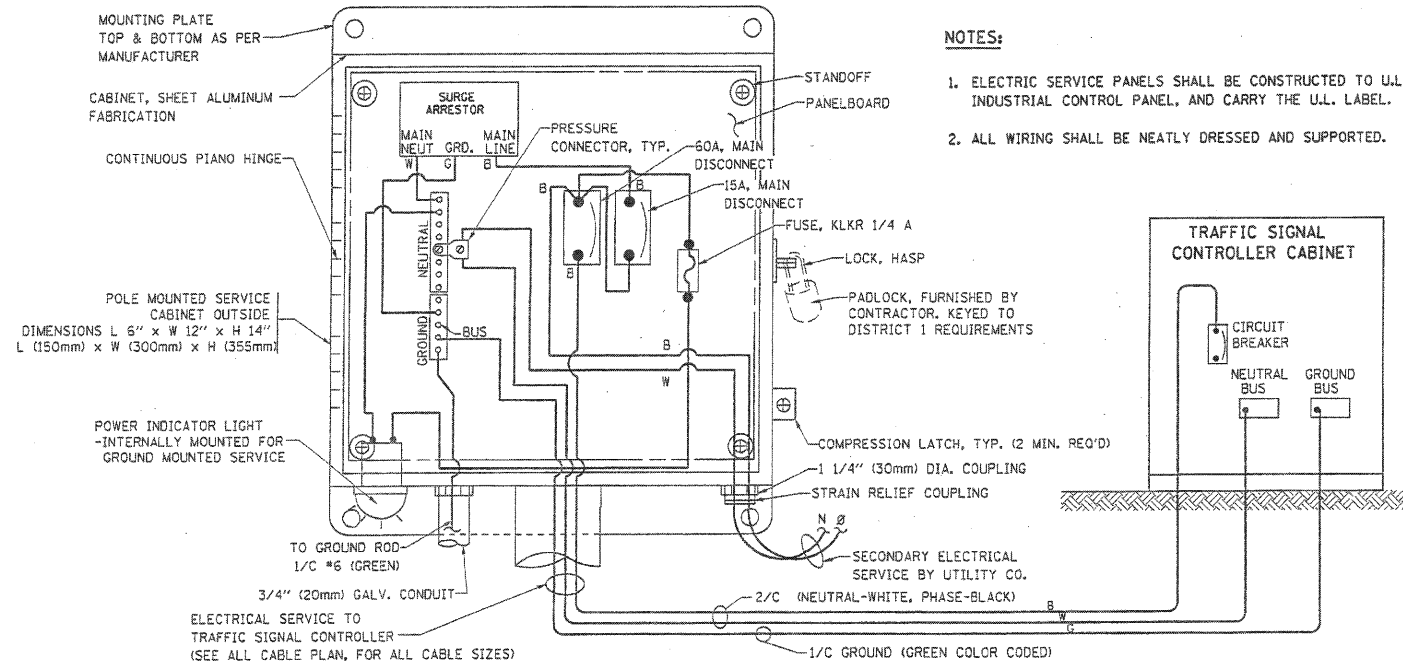 MOUNTING PLATE
TOP & BOTTOM AS PER
MANUFACTURER
CABINET, SHEET ALUMINUM
FABRICATION
CONTINUOUS PIANO HINGE
POLE MOUNTED SERVICE
CABINET OUTSIDE
DIMENSIONS L 6" x W 12" x H 14"
L (150mm) x W (300mm) x H (355mm)
POWER INDICATOR LIGHT
-INTERNALLY MOUNTED FOR
GROUND MOUNTED SERVICE
SURGE
ARRESTOR
MAIN
NEUT
GRD.
MAIN
LINE
W
G
B
NEUTRAL
GROUND
BUS
PRESSURE
CONNECTOR, TYP.
STANDOFF
PANELBOARD
60A, MAIN
DISCONNECT
15A, MAIN
DISCONNECT
B
B
B
FUSE, KLKR 1/4 A
LOCK, HASP
PADLOCK, FURNISHED BY
CONTRACTOR. KEYED TO
DISTRICT 1 REQUIREMENTS
B
W
COMPRESSION LATCH, TYP. (2 MIN. REQ'D)
1 1/4" (30mm) DIA. COUPLING
STRAIN RELIEF COUPLING
N Ø
SECONDARY ELECTRICAL
SERVICE BY UTILITY CO.
TO GROUND ROD
1/C #6 (GREEN)
3/4" (20mm) GALV. CONDUIT
ELECTRICAL SERVICE TO
TRAFFIC SIGNAL CONTROLLER
(SEE ALL CABLE PLAN, FOR ALL CABLE SIZES)
2/C (NEUTRAL-WHITE, PHASE-BLACK)
B
W
G
1/C GROUND (GREEN COLOR CODED)
NOTES:
1. ELECTRIC SERVICE PANELS SHALL BE CONSTRUCTED TO U.L
INDUSTRIAL CONTROL PANEL, AND CARRY THE U.L. LABEL.
2. ALL WIRING SHALL BE NEATLY DRESSED AND SUPPORTED.
TRAFFIC SIGNAL
CONTROLLER CABINET
CIRCUIT
BREAKER
NEUTRAL
BUS
GROUND
BUS